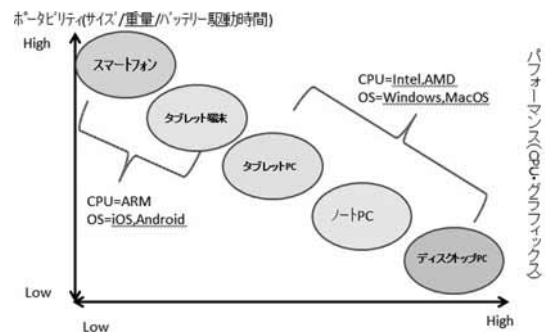 ポータビリティ(サイズ/重量/バッテリー駆動時間)
High
スマートフォン
CPU=Intel,AMD
OS=Windows,MacOS
タブレット端末
タブレットPC
CPU=ARM
OS=iOS,Android
ノートPC
ディスクトップPC
Low
Low
High
パフォーマンス(CPC・グラフィックス)